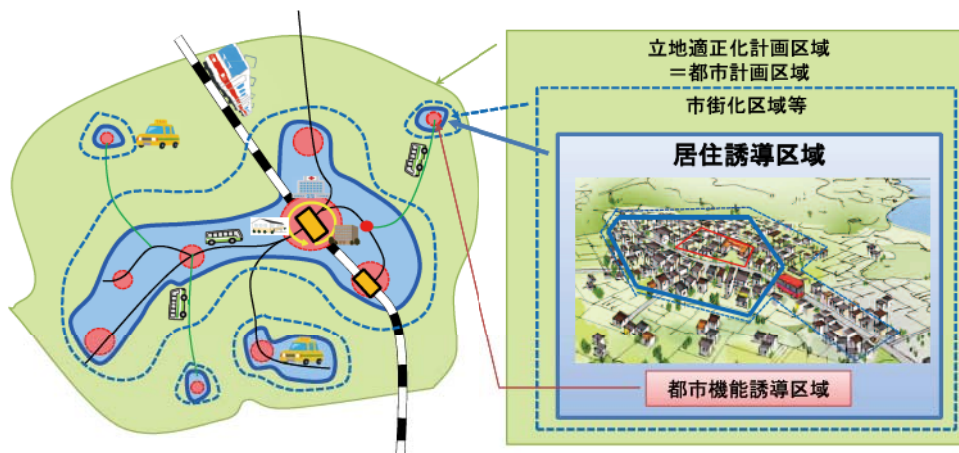 立地適正化計画区域
＝都市計画区域
市街化区域等
居住誘導区域
都市機能誘導区域